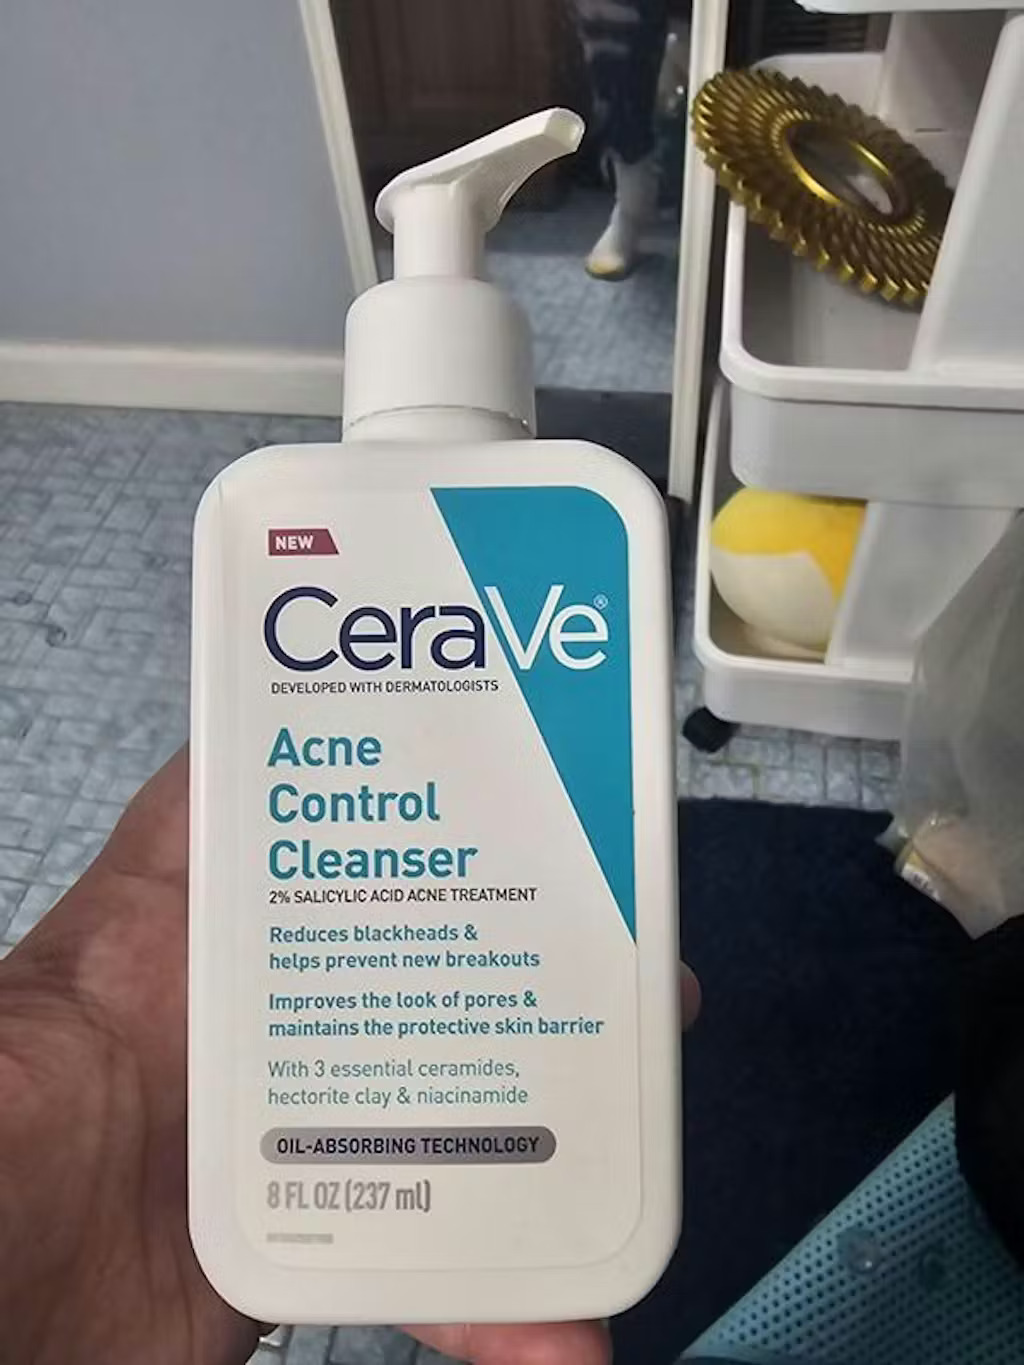 NEW
CeraVe®
DEVELOPED WITH DERMATOLOGISTS
Acne
Control
Cleanser
2% SALICYLIC ACID ACNE TREATMENT
Reduces blackheads &
helps prevent new breakouts
Improves the look of pores &
maintains the protective skin barrier
With 3 essential ceramides,
hectorite clay & niacinamide
OIL-ABSORBING TECHNOLOGY
8 FL OZ (237 ml)